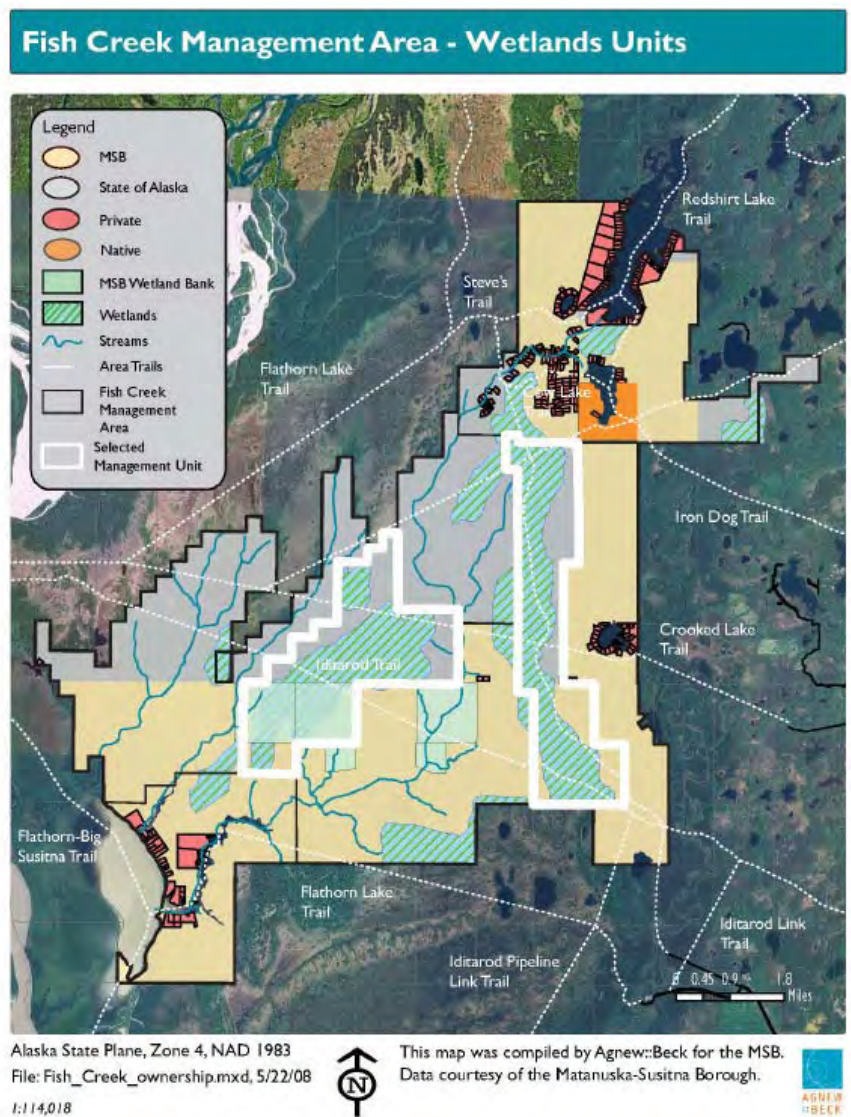 Fish Creek Management Area - Wetlands Units
Legend
MSB
State of Alaska
Private
Native
MSB Wetland Bank
Wetlands
Streams
Area Trails
Fish Creek
Management
Area
Selected
Management Unit
Redshirt Lake
Trail
Steve's
Trail
Flathorn Lake
Trail
Lake
Iron Dog Trail
Crooked Lake
Trail
Iditarod Trail
Flathorn-Big
Susitna Trail
Flathorn Lake
Trail
Iditarod Link
Trail
Iditarod Pipeline
Link Trail
0.45 0.9 1.8
Miles
Alaska State Plane, Zone 4, NAD 1983
File: Fish_Creek_ownership.mxd, 5/22/08
1:114,018
N
This map was compiled by Agnew::Beck for the MSB.
Data courtesy of the Matanuska-Susitna Borough.
AGNEW
::BECK